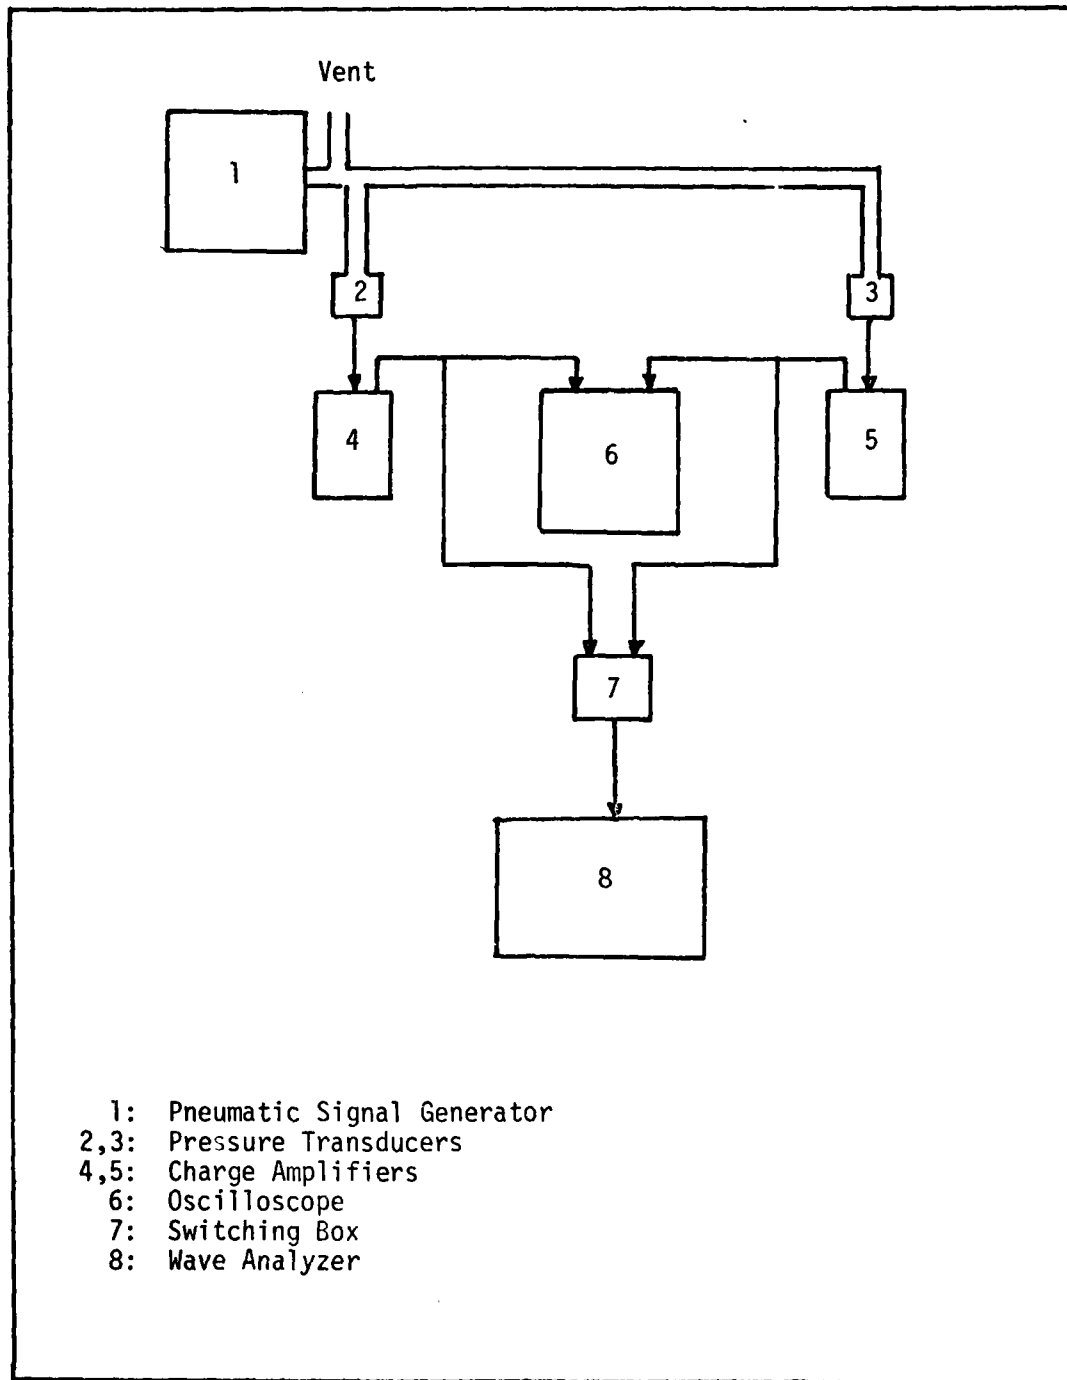 Vent
1
2
3
4
6
5
7
8
1: Pneumatic Signal Generator
2,3: Pressure Transducers
4,5: Charge Amplifiers
6: Oscilloscope
7: Switching Box
8: Wave Analyzer